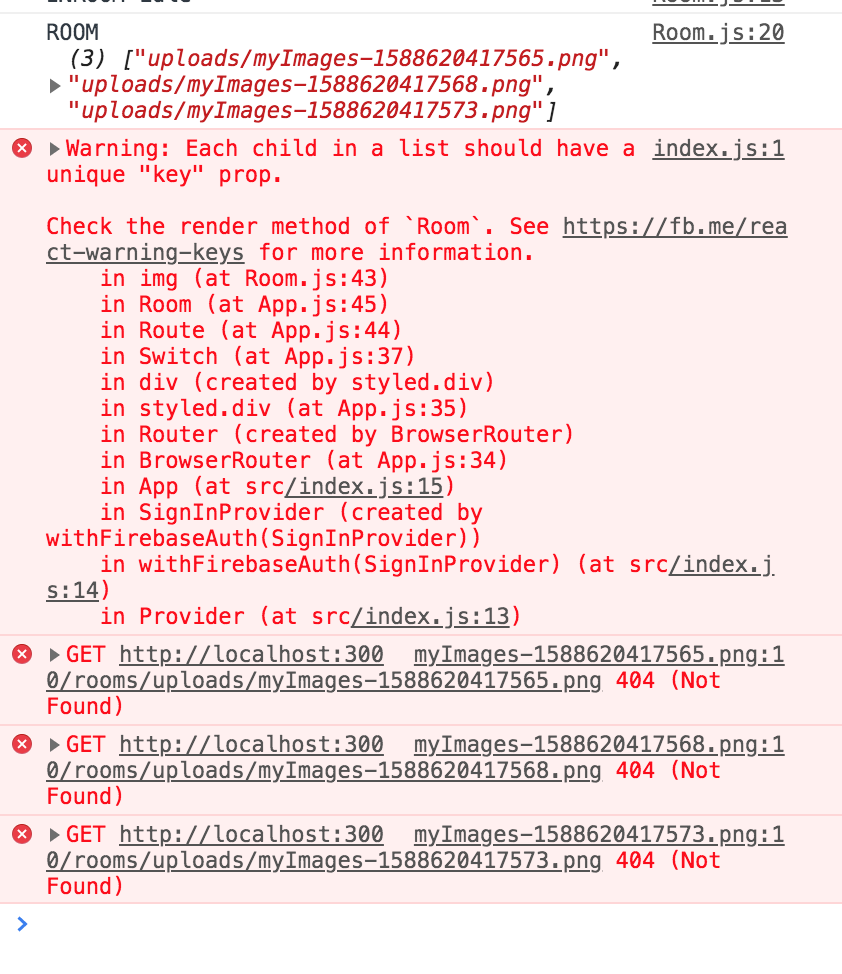 ROOM Room.js:20
(3) ["uploads/myImages-1588620417565.png",
"uploads/myImages-1588620417568.png",
"uploads/myImages-1588620417573.png"]
Warning: Each child in a list should have a index.js:1
unique "key" prop.
Check the render method of `Room`. See https://fb.me/rea
ct-warning-keys for more information.
in img (at Room.js:43)
in Room (at App.js:45)
in Route (at App.js:44)
in Switch (at App.js:37)
in div (created by styled.div)
in styled.div (at App.js:35)
in Router (created by BrowserRouter)
in BrowserRouter (at App.js:34)
in App (at src/index.js:15)
in SignInProvider (created by
withFirebaseAuth(SignInProvider))
in withFirebaseAuth(SignInProvider) (at src/index.j
s:14)
in Provider (at src/index.js:13)
GET http://localhost:300 myImages-1588620417565.png:1
0/rooms/uploads/myImages-1588620417565.png 404 (Not
Found)
GET http://localhost:300 myImages-1588620417568.png:1
0/rooms/uploads/myImages-1588620417568.png 404 (Not
Found)
GET http://localhost:300 myImages-1588620417573.png:1
0/rooms/uploads/myImages-1588620417573.png 404 (Not
Found)